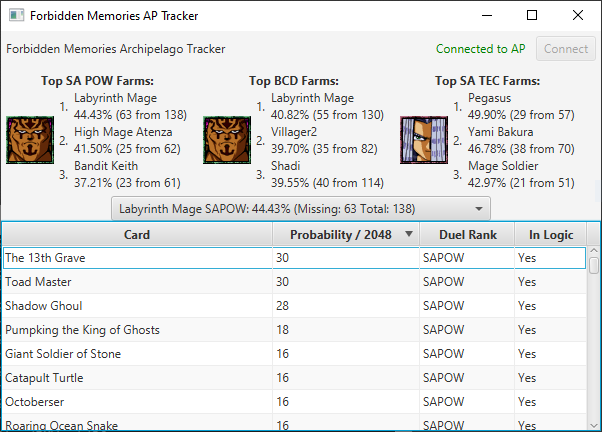 Forbidden Memories AP Tracker
Forbidden Memories Archipelago Tracker
Connected to AP
Connect
Top SA POW Farms:
1. Labyrinth Mage
44.43% (63 from 138)
2. High Mage Atenza
41.50% (25 from 62)
3. Bandit Keith
37.21% (23 from 61)
Top BCD Farms:
1. Labyrinth Mage
40.82% (55 from 130)
2. Villager2
39.70% (35 from 82)
3. Shadi
39.55% (40 from 114)
Top SA TEC Farms:
1. Pegasus
49.90% (29 from 57)
2. Yami Bakura
46.78% (38 from 70)
3. Mage Soldier
42.97% (21 from 51)
Labyrinth Mage SAPOW: 44.43% (Missing: 63 Total: 138)
Card Probability / 2048 Duel Rank In Logic
The 13th Grave 30 SAPOW Yes
Toad Master 30 SAPOW Yes
Shadow Ghoul 28 SAPOW Yes
Pumpking the King of Ghosts 18 SAPOW Yes
Giant Soldier of Stone 16 SAPOW Yes
Catapult Turtle 16 SAPOW Yes
Octoberser 16 SAPOW Yes
Roaring Ocean Snake 16 SAPOW Yes